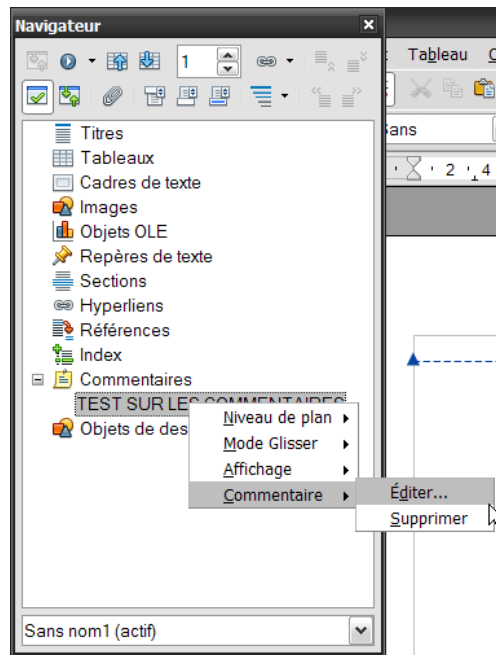 Navigateur
1
Tableau
Titres
Tableaux
Cadres de texte
Images
Objets OLE
Repères de texte
Sections
Hyperliens
Références
Index
Commentaires
TEST SUR LES COMMENTAIRES
Objets de des
Niveau de plan
Mode Glisser
Affichage
Commentaire
Éditer...
Supprimer
Sans nom1 (actif)
2
4